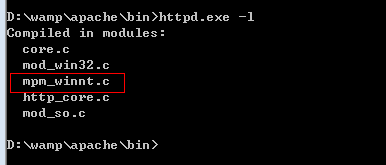 D:\wamp\apache\bin>httpd.exe -l
Compiled in modules:
core.c
mod_win32.c
mpm_winnt.c
http_core.c
mod_so.c
D:\wamp\apache\bin>